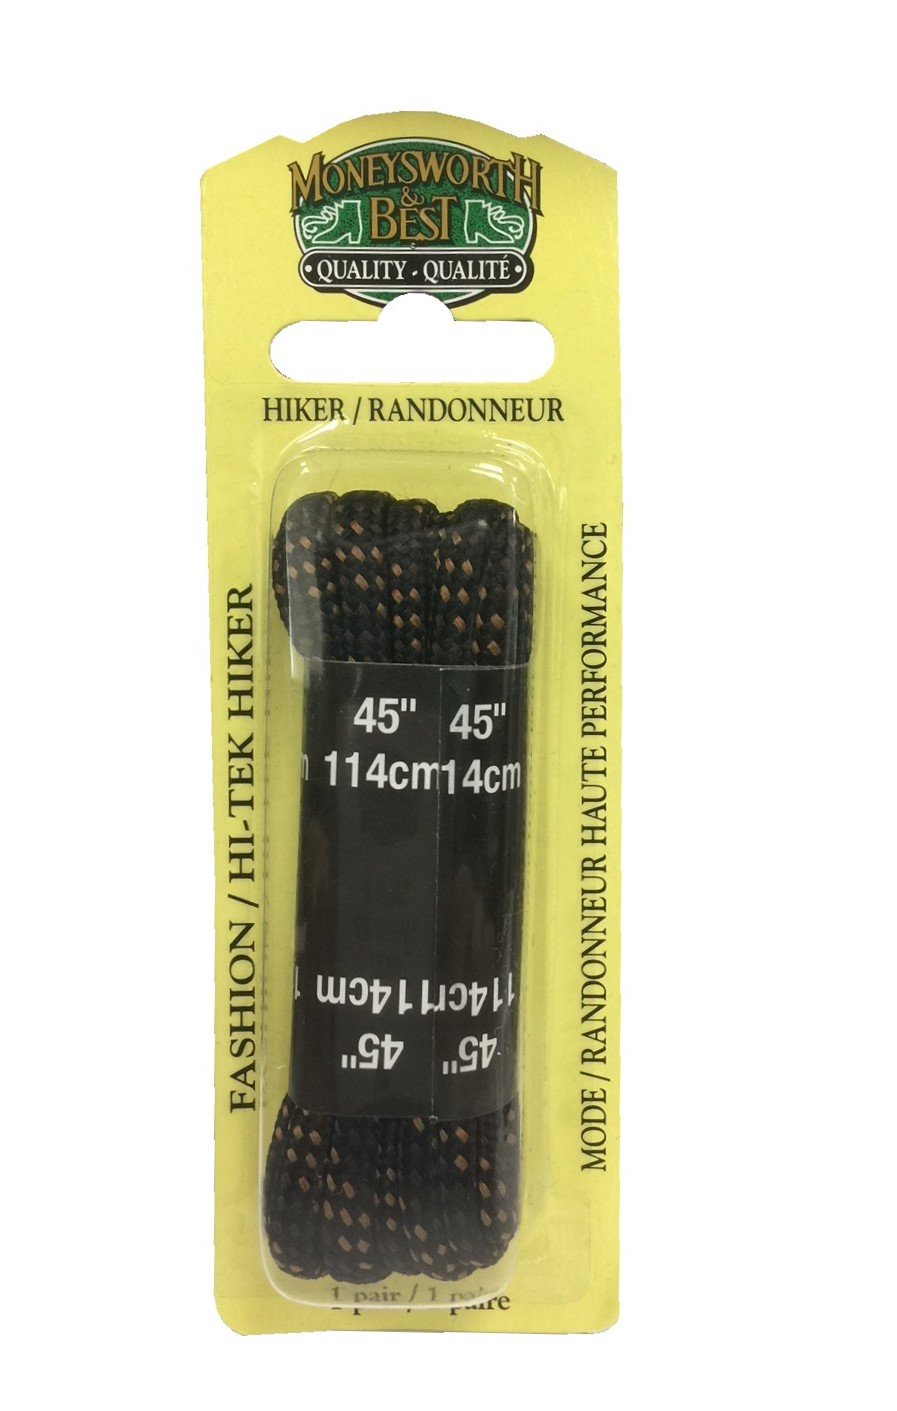 MONEYSWORTH
&
BEST
QUALITY - QUALITÉ
HIKER / RANDONNEUR
FASHION / HI-TEK HIKER
MODE / RANDONNEUR HAUTE PERFORMANCE
45" 45"
114cm 14cm
114cm 114cm
45" 45"
1 pair / 1 paire